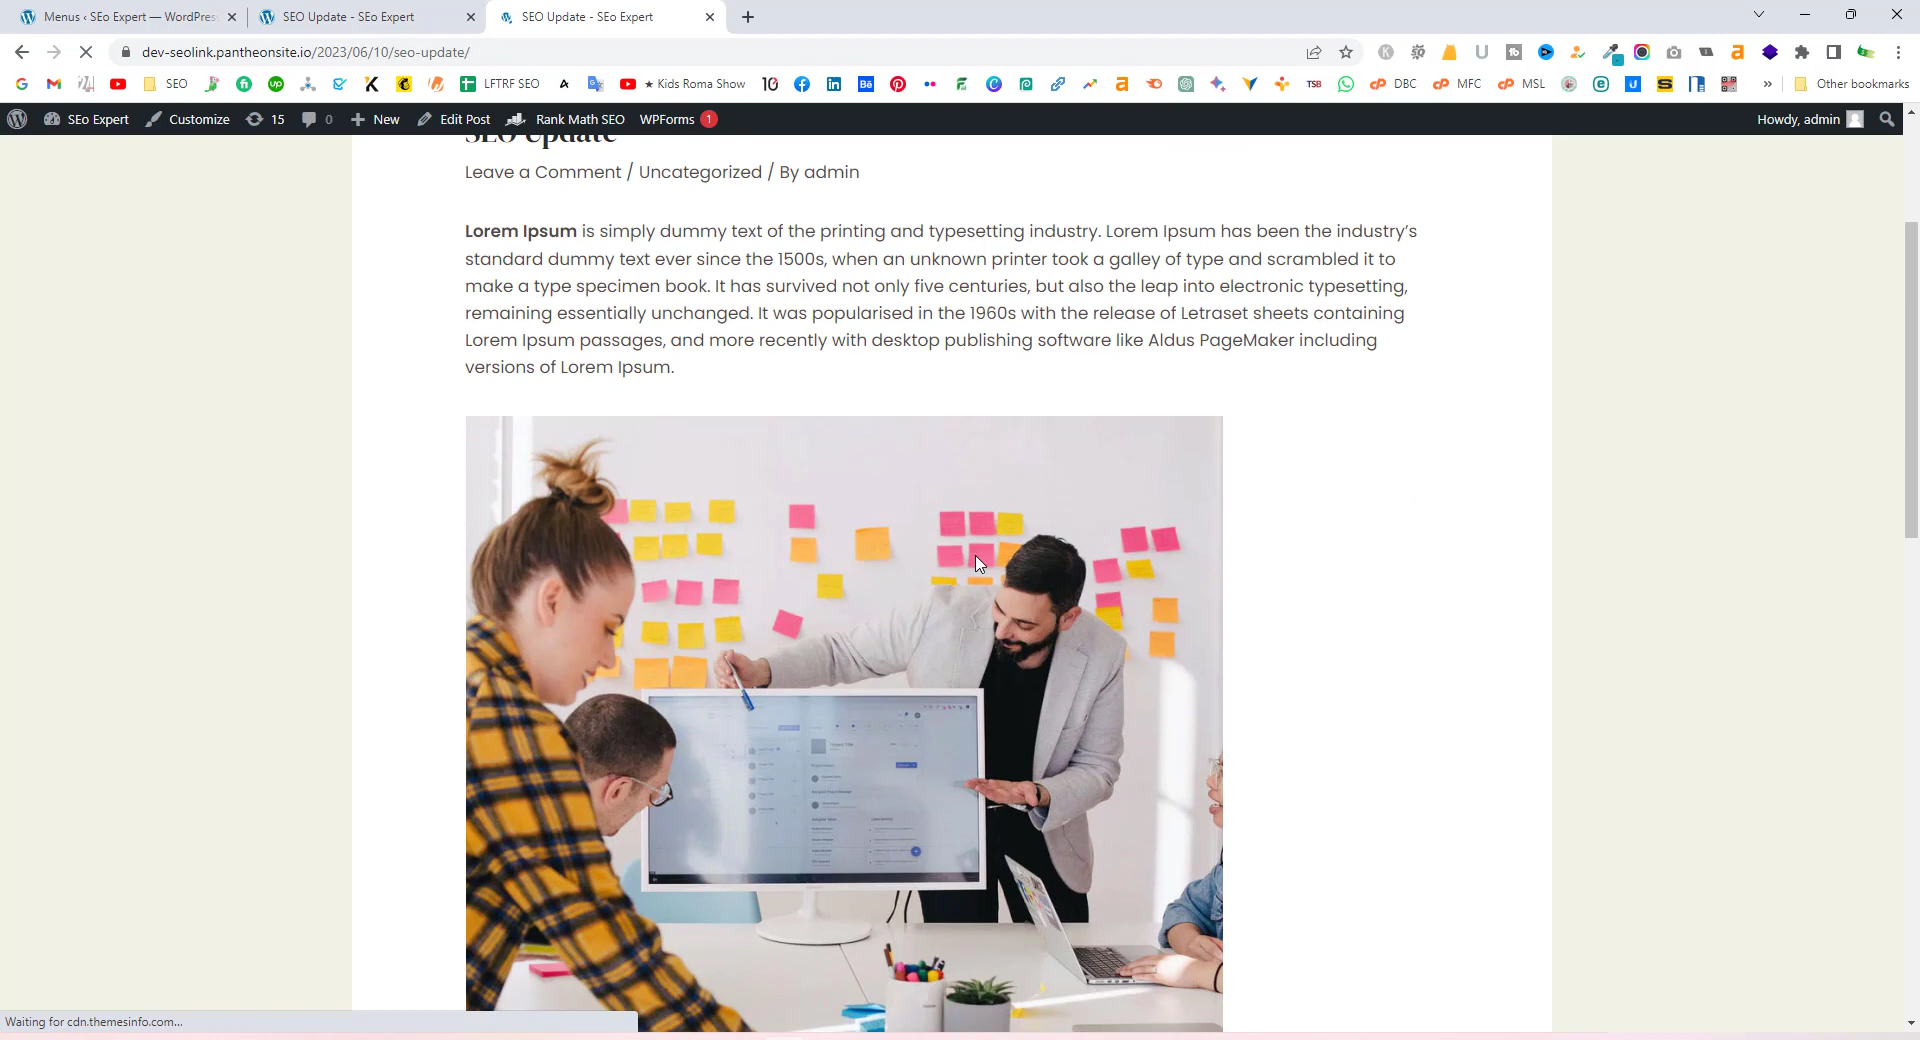 Menus ‹ SEo Expert — WordPres
SEO Update - SEo Expert
SEO Update - SEo Expert
dev-seolink.pantheonsite.io/2023/06/10/seo-update/
SEO
LFTRF SEO
★ Kids Roma Show
DBC
MFC
MSL
Other bookmarks
SEo Expert
Customize
15
0
New
Edit Post
Rank Math SEO
WPForms 1
Howdy, admin
SEO Update
Leave a Comment / Uncategorized / By admin
Lorem Ipsum is simply dummy text of the printing and typesetting industry. Lorem Ipsum has been the industry’s
standard dummy text ever since the 1500s, when an unknown printer took a galley of type and scrambled it to
make a type specimen book. It has survived not only five centuries, but also the leap into electronic typesetting,
remaining essentially unchanged. It was popularised in the 1960s with the release of Letraset sheets containing
Lorem Ipsum passages, and more recently with desktop publishing software like Aldus PageMaker including
versions of Lorem Ipsum.
Waiting for cdn.themesinfo.com...